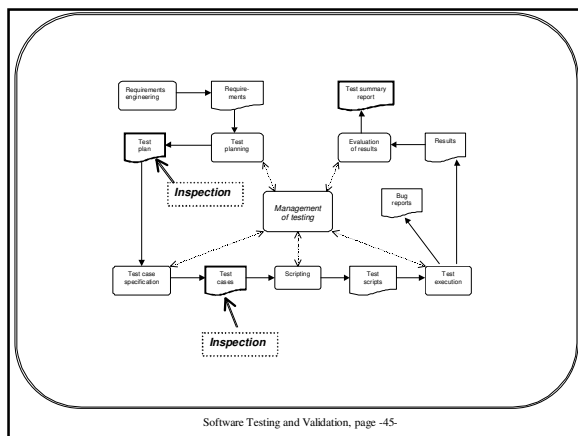 Requirements
engineering
Require-
ments
Test summary
report
Test
plan
Test
planning
Evaluation
of results
Results
Inspection
Management
of testing
Bug
reports
Test case
specification
Test
cases
Scripting
Test
scripts
Test
execution
Inspection
Software Testing and Validation, page -45-